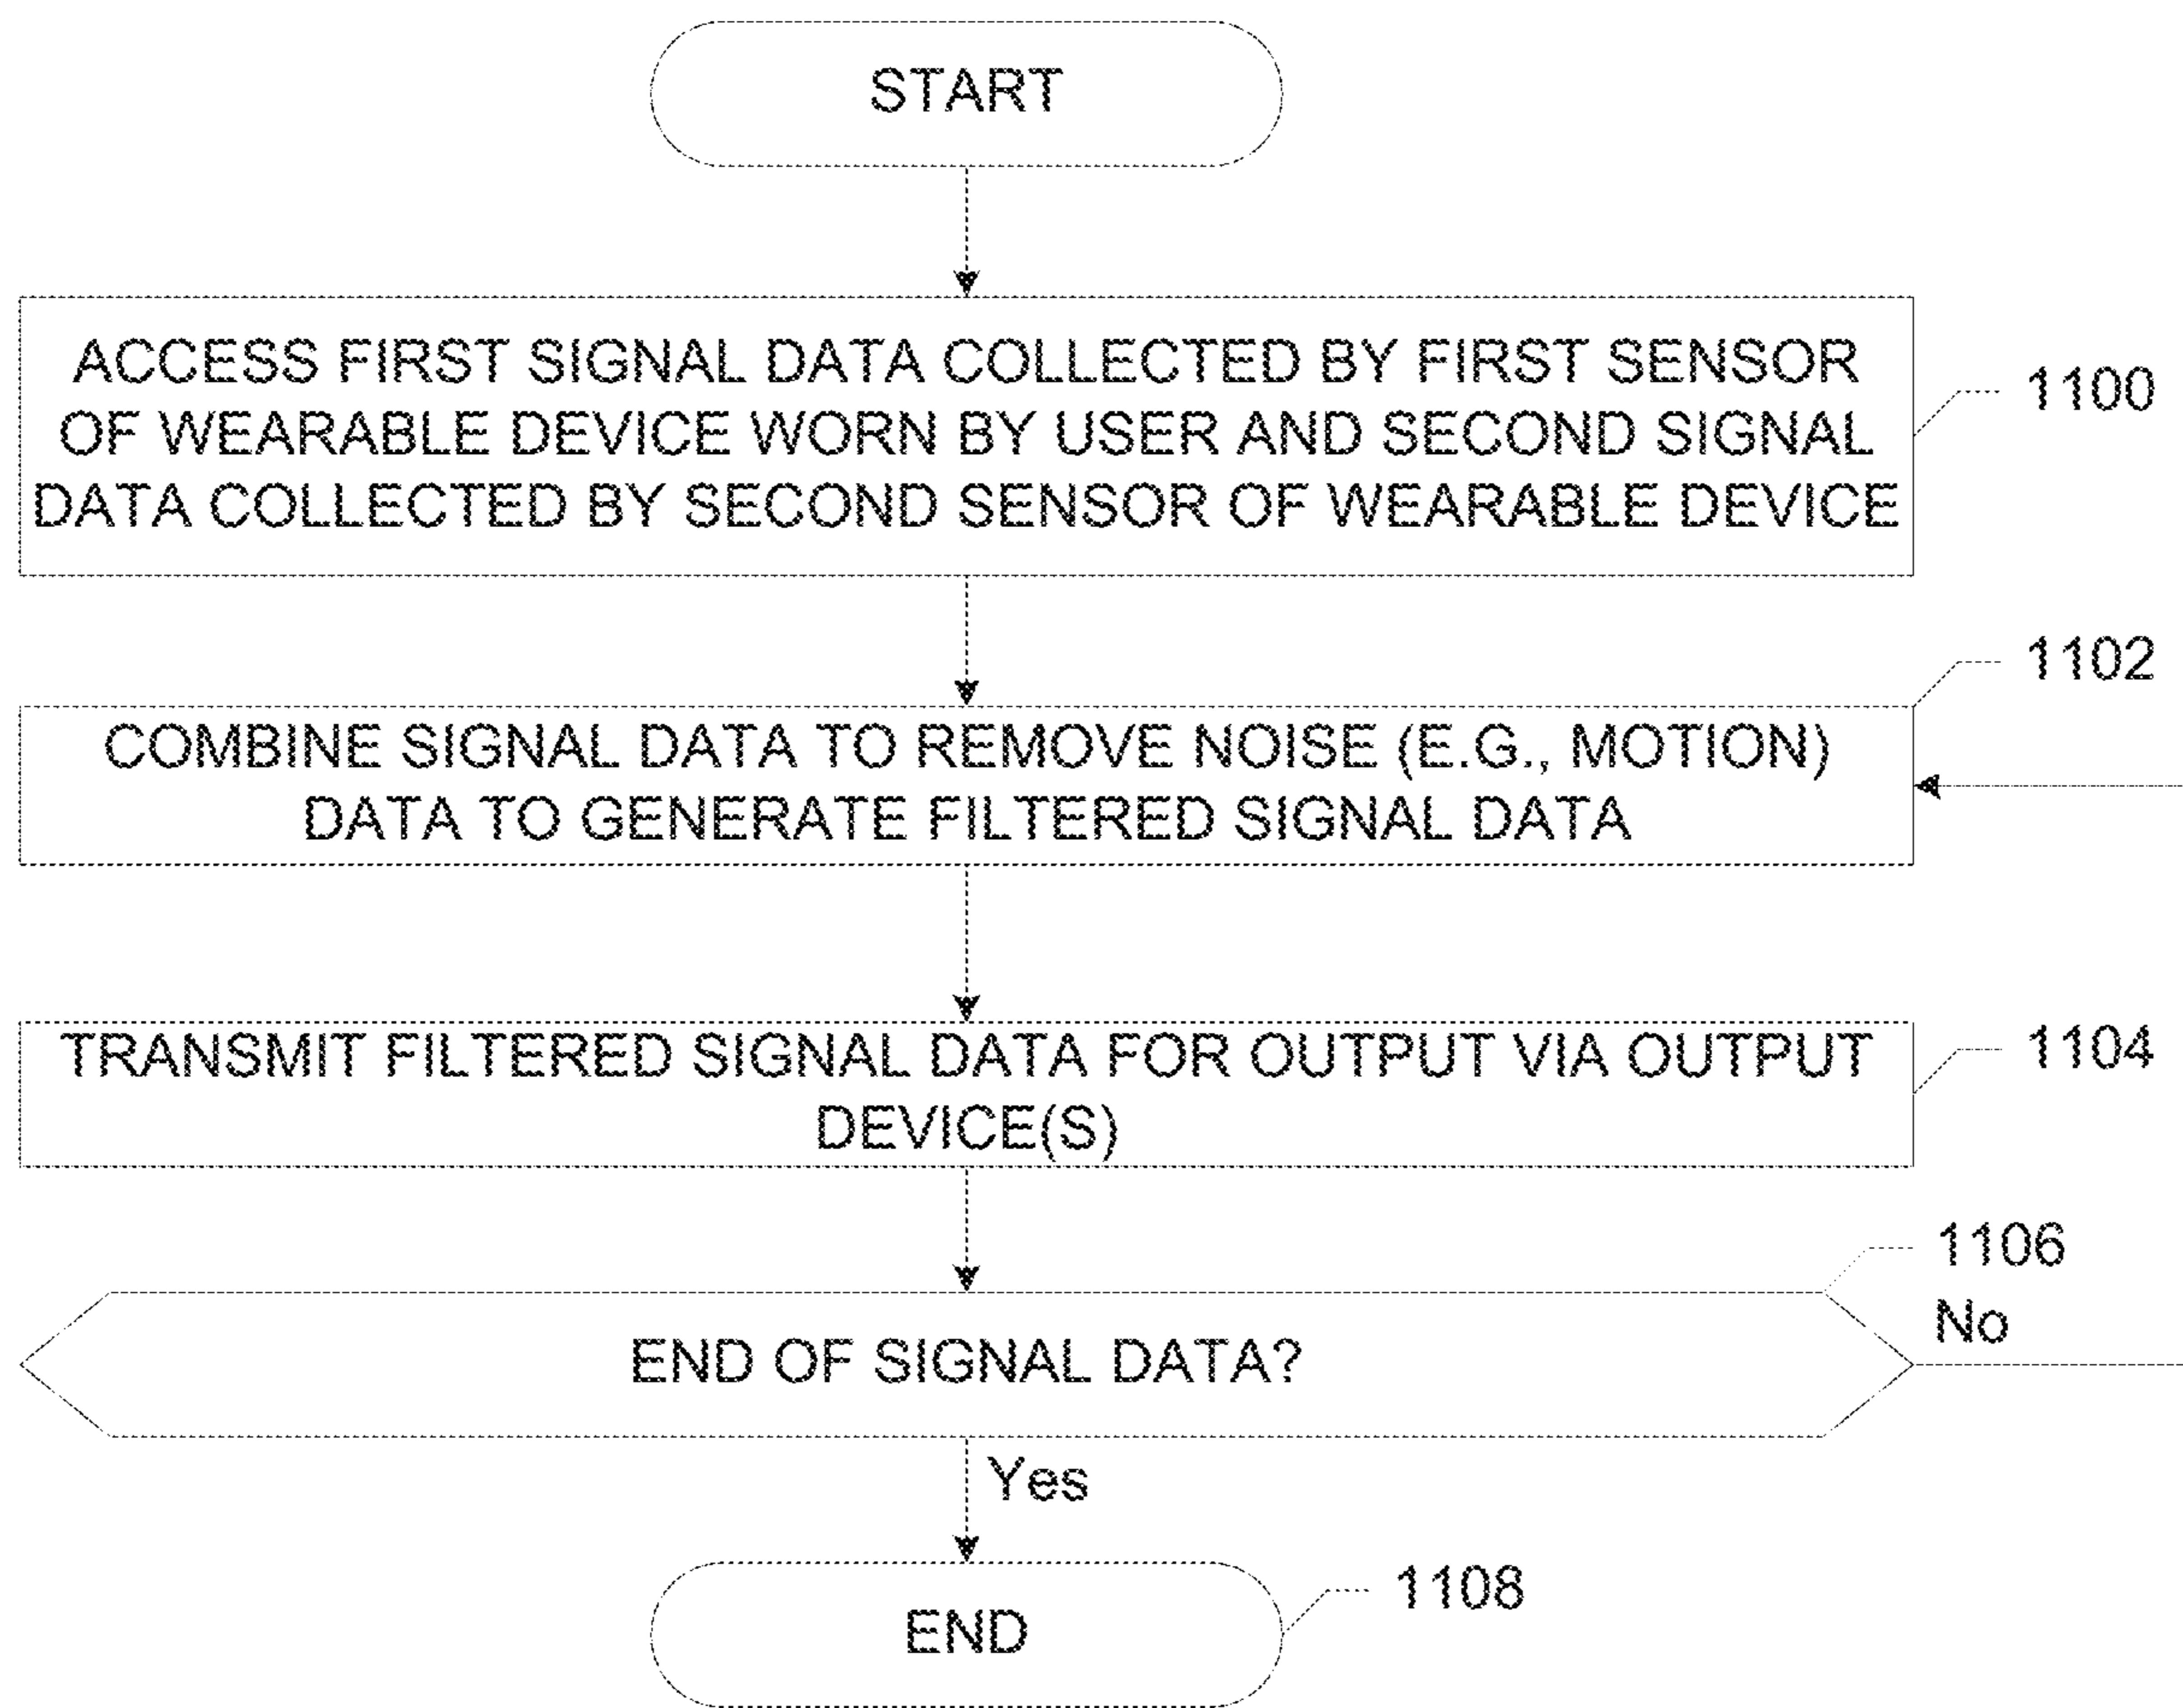 START
ACCESS FIRST SIGNAL DATA COLLECTED BY FIRST SENSOR
OF WEARABLE DEVICE WORN BY USER AND SECOND SIGNAL
DATA COLLECTED BY SECOND SENSOR OF WEARABLE DEVICE
1100
1102
COMBINE SIGNAL DATA TO REMOVE NOISE (E.G., MOTION)
DATA TO GENERATE FILTERED SIGNAL DATA
TRANSMIT FILTERED SIGNAL DATA FOR OUTPUT VIA OUTPUT
DEVICE(S)
1104
1106
No
END OF SIGNAL DATA?
Yes
END
1108